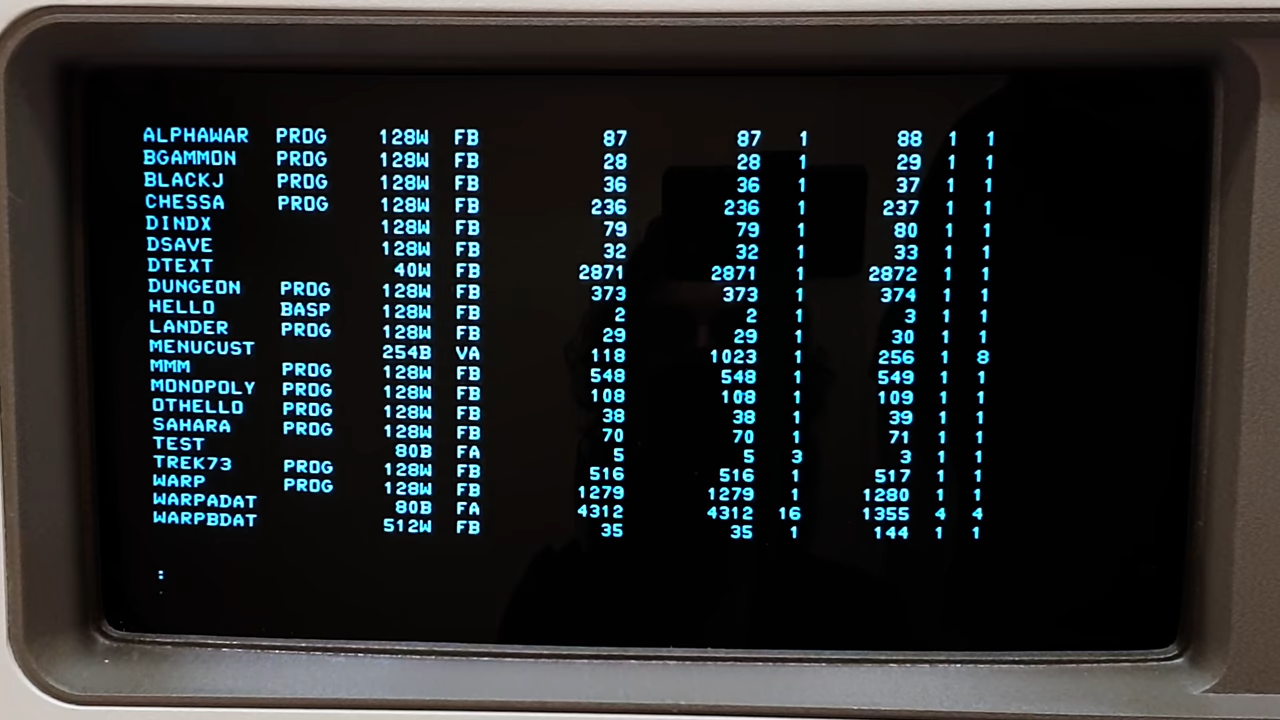 ALPHAWAR PROG 128W FB 87 87 1 88 1 1
BGAMMON PROG 128W FB 28 28 1 29 1 1
BLACKJ PROG 128W FB 36 36 1 37 1 1
CHESSA PROG 128W FB 236 236 1 237 1 1
DINDX 128W FB 79 79 1 80 1 1
DSAVE 128W FB 32 32 1 33 1 1
DTEXT 40W FB 2871 2871 1 2872 1 1
DUNGEON PROG 128W FB 373 373 1 374 1 1
HELLO BASP 128W FB 2 2 1 3 1 1
LANDER PROG 128W FB 29 29 1 30 1 1
MENUCUST 254B VA 118 1023 1 256 1 8
MMM PROG 128W FB 548 548 1 549 1 1
MONOPOLY PROG 128W FB 108 108 1 109 1 1
OTHELLO PROG 128W FB 38 38 1 39 1 1
SAHARA PROG 128W FB 70 70 1 71 1 1
TEST 80B FA 5 5 3 3 1 1
TREK73 PROG 128W FB 516 516 1 517 1 1
WARP PROG 128W FB 1279 1279 1 1280 1 1
WARPADAT 80B FA 4312 4312 16 1355 4 4
WARPBDAT 512W FB 35 35 1 144 1 1
: